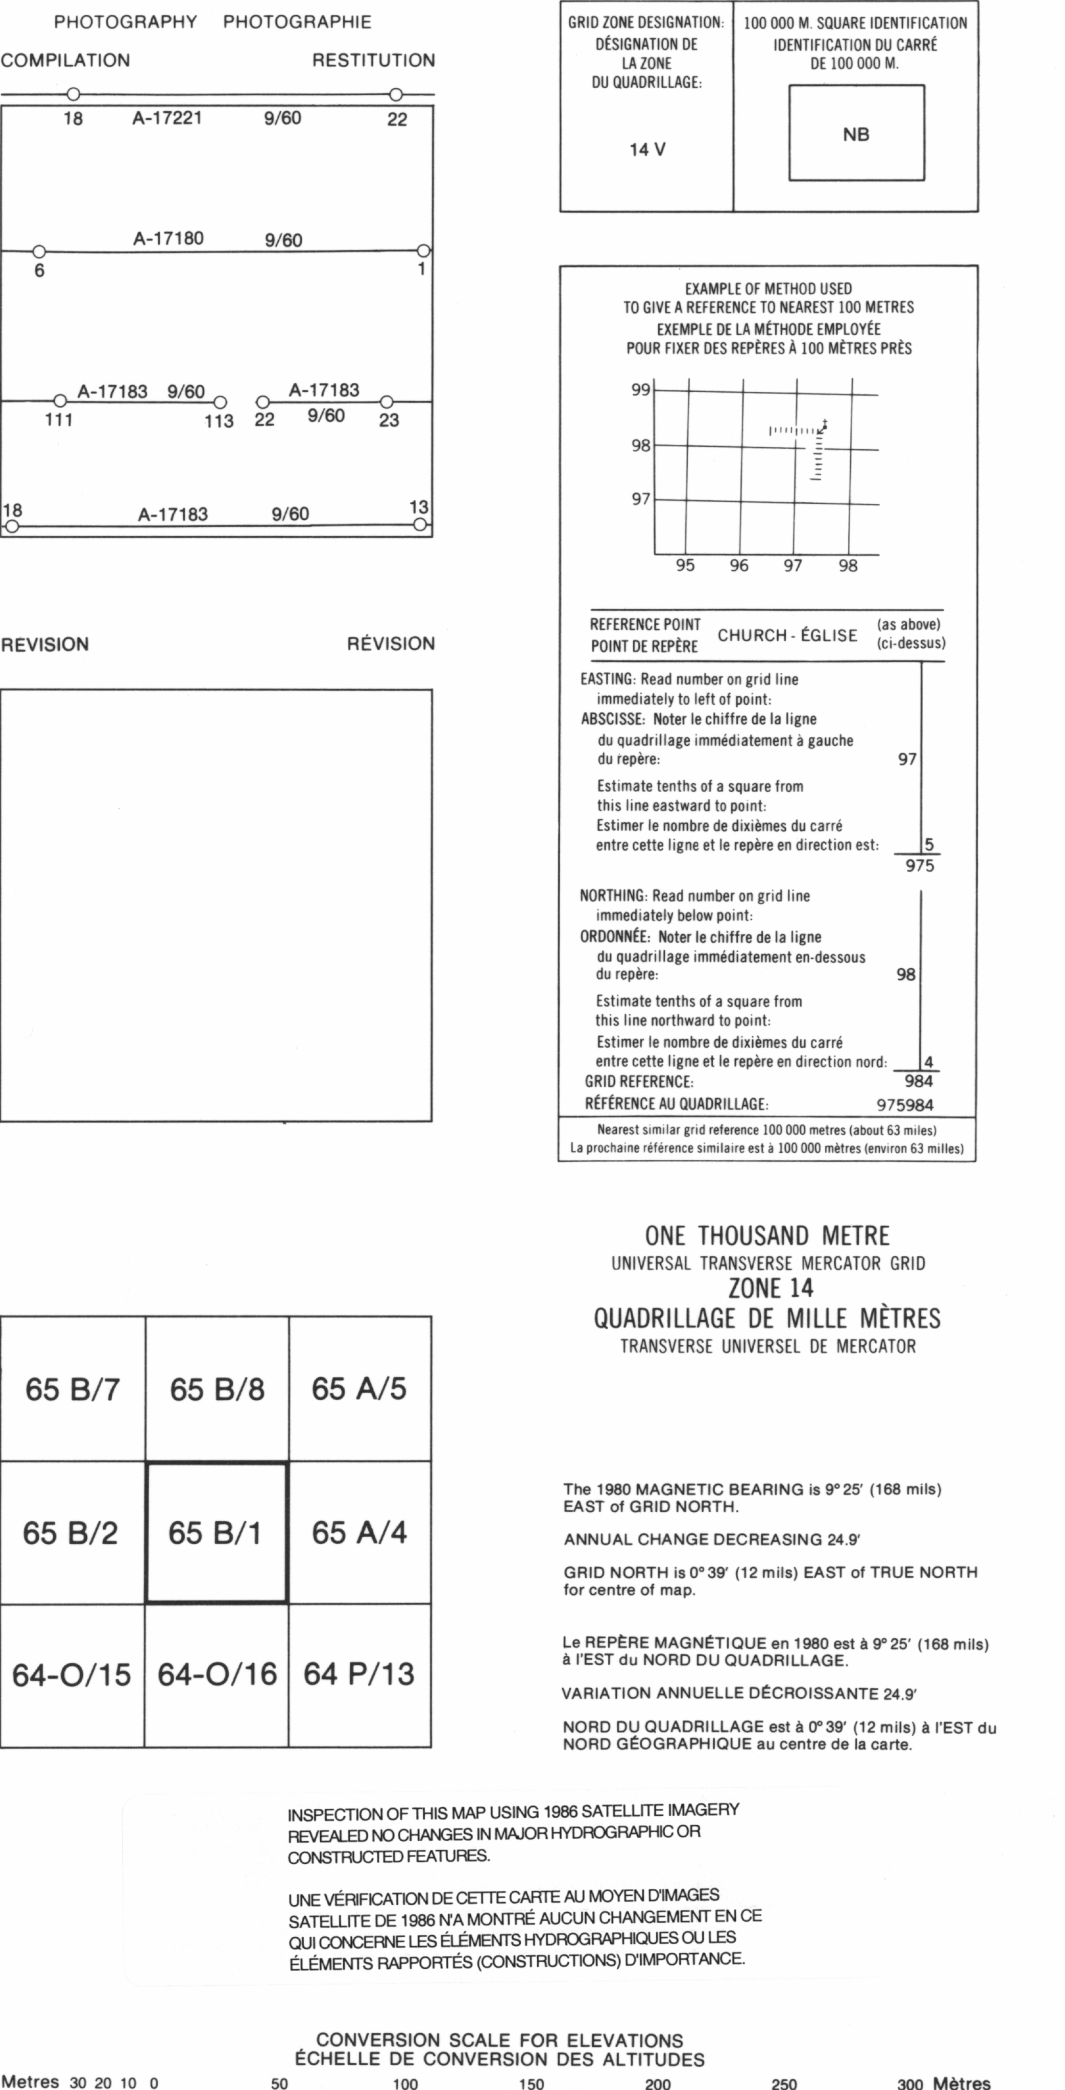 PHOTOGRAPHY PHOTOGRAPHIE
COMPILATION RESTITUTION
18 A-17221 9/60 22
A-17180 9/60
6 1
A-17183 9/60 A-17183
111 113 22 9/60 23
18 A-17183 9/60 13
REVISION RÉVISION
65 B/7 65 B/8 65 A/5
65 B/2 65 B/1 65 A/4
64-O/15 64-O/16 64 P/13
GRID ZONE DESIGNATION:
DÉSIGNATION DE
LA ZONE
DU QUADRILLAGE:
14 V
100 000 M. SQUARE IDENTIFICATION
IDENTIFICATION DU CARRÉ
DE 100 000 M.
NB
EXAMPLE OF METHOD USED
TO GIVE A REFERENCE TO NEAREST 100 METRES
EXEMPLE DE LA MÉTHODE EMPLOYÉE
POUR FIXER DES REPÈRES À 100 MÈTRES PRÈS
99
98
97
95 96 97 98
REFERENCE POINT
POINT DE REPÈRE
CHURCH - ÉGLISE
(as above)
(ci-dessus)
EASTING: Read number on grid line
immediately to left of point:
ABSCISSE: Noter le chiffre de la ligne
du quadrillage immédiatement à gauche
du repère: 97
Estimate tenths of a square from
this line eastward to point:
Estimer le nombre de dixièmes du carré
entre cette ligne et le repère en direction est: 5
975
NORTHING: Read number on grid line
immediately below point:
ORDONNÉE: Noter le chiffre de la ligne
du quadrillage immédiatement en-dessous
du repère: 98
Estimate tenths of a square from
this line northward to point:
Estimer le nombre de dixièmes du carré
entre cette ligne et le repère en direction nord: 4
GRID REFERENCE: 984
RÉFÉRENCE AU QUADRILLAGE: 975984
Nearest similar grid reference 100 000 metres (about 63 miles)
La prochaine référence similaire est à 100 000 mètres (environ 63 milles)
ONE THOUSAND METRE
UNIVERSAL TRANSVERSE MERCATOR GRID
ZONE 14
QUADRILLAGE DE MILLE MÈTRES
TRANSVERSE UNIVERSEL DE MERCATOR
The 1980 MAGNETIC BEARING is 9° 25′ (168 mils)
EAST of GRID NORTH.
ANNUAL CHANGE DECREASING 24.9′
GRID NORTH is 0° 39′ (12 mils) EAST of TRUE NORTH
for centre of map.
Le REPÈRE MAGNÉTIQUE en 1980 est à 9° 25′ (168 mils)
à l'EST du NORD DU QUADRILLAGE.
VARIATION ANNUELLE DÉCROISSANTE 24.9′
NORD DU QUADRILLAGE est à 0° 39′ (12 mils) à l'EST du
NORD GÉOGRAPHIQUE au centre de la carte.
INSPECTION OF THIS MAP USING 1986 SATELLITE IMAGERY
REVEALED NO CHANGES IN MAJOR HYDROGRAPHIC OR
CONSTRUCTED FEATURES.
UNE VÉRIFICATION DE CETTE CARTE AU MOYEN D'IMAGES
SATELLITE DE 1986 N'A MONTRÉ AUCUN CHANGEMENT EN CE
QUI CONCERNE LES ÉLÉMENTS HYDROGRAPHIQUES OU LES
ÉLÉMENTS RAPPORTÉS (CONSTRUCTIONS) D'IMPORTANCE.
CONVERSION SCALE FOR ELEVATIONS
ÉCHELLE DE CONVERSION DES ALTITUDES
Metres 30 20 10 0 50 100 150 200 250 300 Mètres